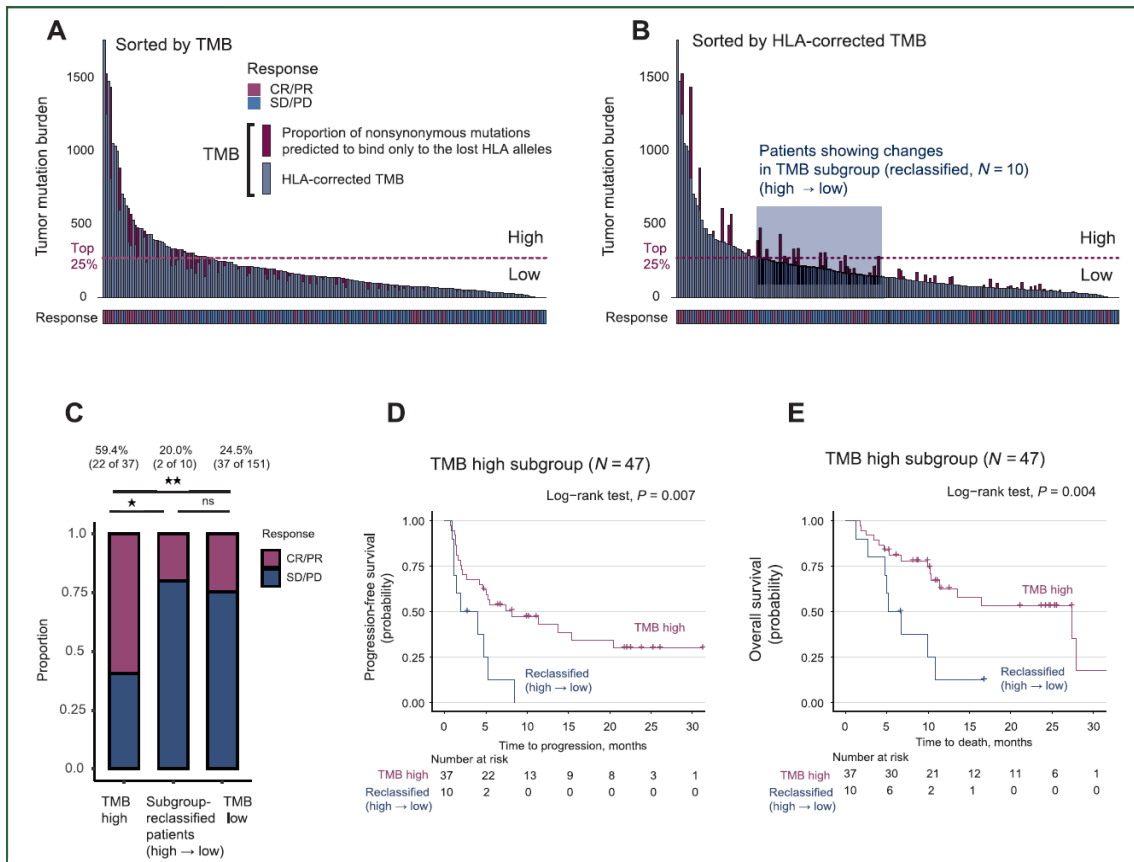 A
Sorted by TMB
Tumor mutation burden
1500
1000
500
Top
25%
0
Response
CR/PR
SD/PD
TMB
Proportion of nonsynonymous mutations
predicted to bind only to the lost HLA alleles
HLA-corrected TMB
High
Low
Response
B
Sorted by HLA-corrected TMB
Tumor mutation burden
1500
1000
500
Top
25%
0
Patients showing changes
in TMB subgroup (reclassified, N = 10)
(high → low)
High
Low
Response
C
59.4%
(22 of 37)
20.0%
(2 of 10)
24.5%
(37 of 151)
★★
★
ns
Proportion
1.0
0.75
0.5
0.25
0.0
Response
CR/PR
SD/PD
TMB
high
Subgroup-
reclassified
patients
(high → low)
TMB
low
D
TMB high subgroup (N = 47)
Log−rank test, P = 0.007
Progression-free survival
(probability)
1.00
0.75
0.50
0.25
0.00
TMB high
Reclassified
(high → low)
0 5 10 15 20 25 30
Time to progression, months
Number at risk
TMB high 37 22 13 9 8 3 1
Reclassified 10 2 0 0 0 0 0
(high → low)
E
TMB high subgroup (N = 47)
Log−rank test, P = 0.004
Overall survival
(probability)
1.00
0.75
0.50
0.25
0.00
TMB high
Reclassified
(high → low)
0 5 10 15 20 25 30
Time to death, months
Number at risk
TMB high 37 30 21 12 11 6 1
Reclassified 10 6 2 1 0 0 0
(high → low)